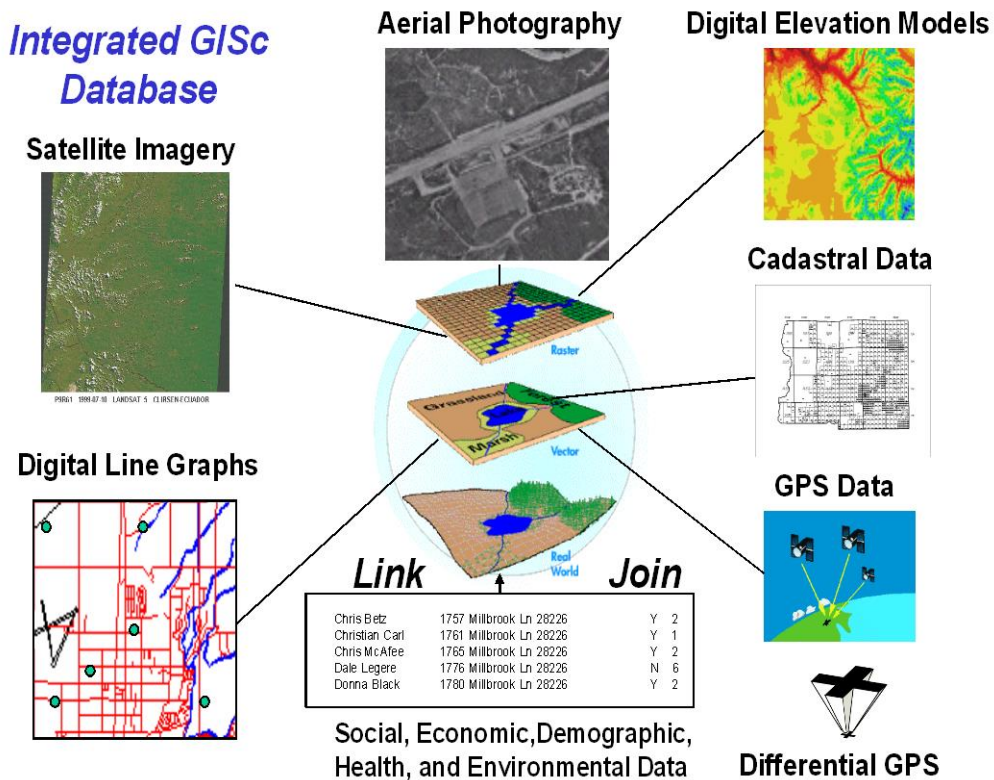 Integrated GISc
Database
Aerial Photography
Digital Elevation Models
Satellite Imagery
Cadastral Data
Raster
Grassland
Marsh
Vector
Digital Line Graphs
GPS Data
Real
World
Link
Join
Chris Betz 1757 Millbrook Ln 28226 Y 2
Christian Carl 1761 Millbrook Ln 28226 Y 1
Chris McAfee 1765 Millbrook Ln 28226 Y 2
Dale Legere 1776 Millbrook Ln 28226 N 6
Donna Black 1780 Millbrook Ln 28226 Y 2
Social, Economic,Demographic,
Health, and Environmental Data
Differential GPS